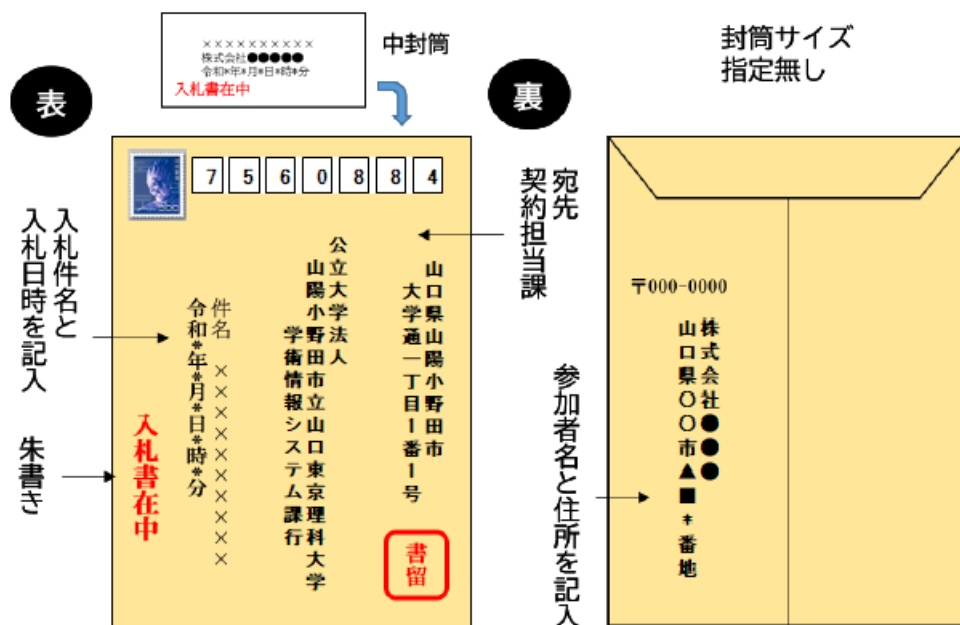 ××××××××××
株式会社●●●●●
令和*年*月*日*時*分
入札書在中
中封筒
封筒サイズ
指定無し
表
裏
7560884
宛先
契約担当課
山口県山陽小野田市
大学通一丁目1番1号
公立大学法人
山陽小野田市立山口東京理科大学
学術情報システム課行
件名 ××××××××××
令和*年*月*日*時*分
入札書在中
書留
入札件名と
入札日時を記入
朱書き
〒000-0000
株式会社●●●
山口県〇〇市▲■*番地
参加者名と住所を記入